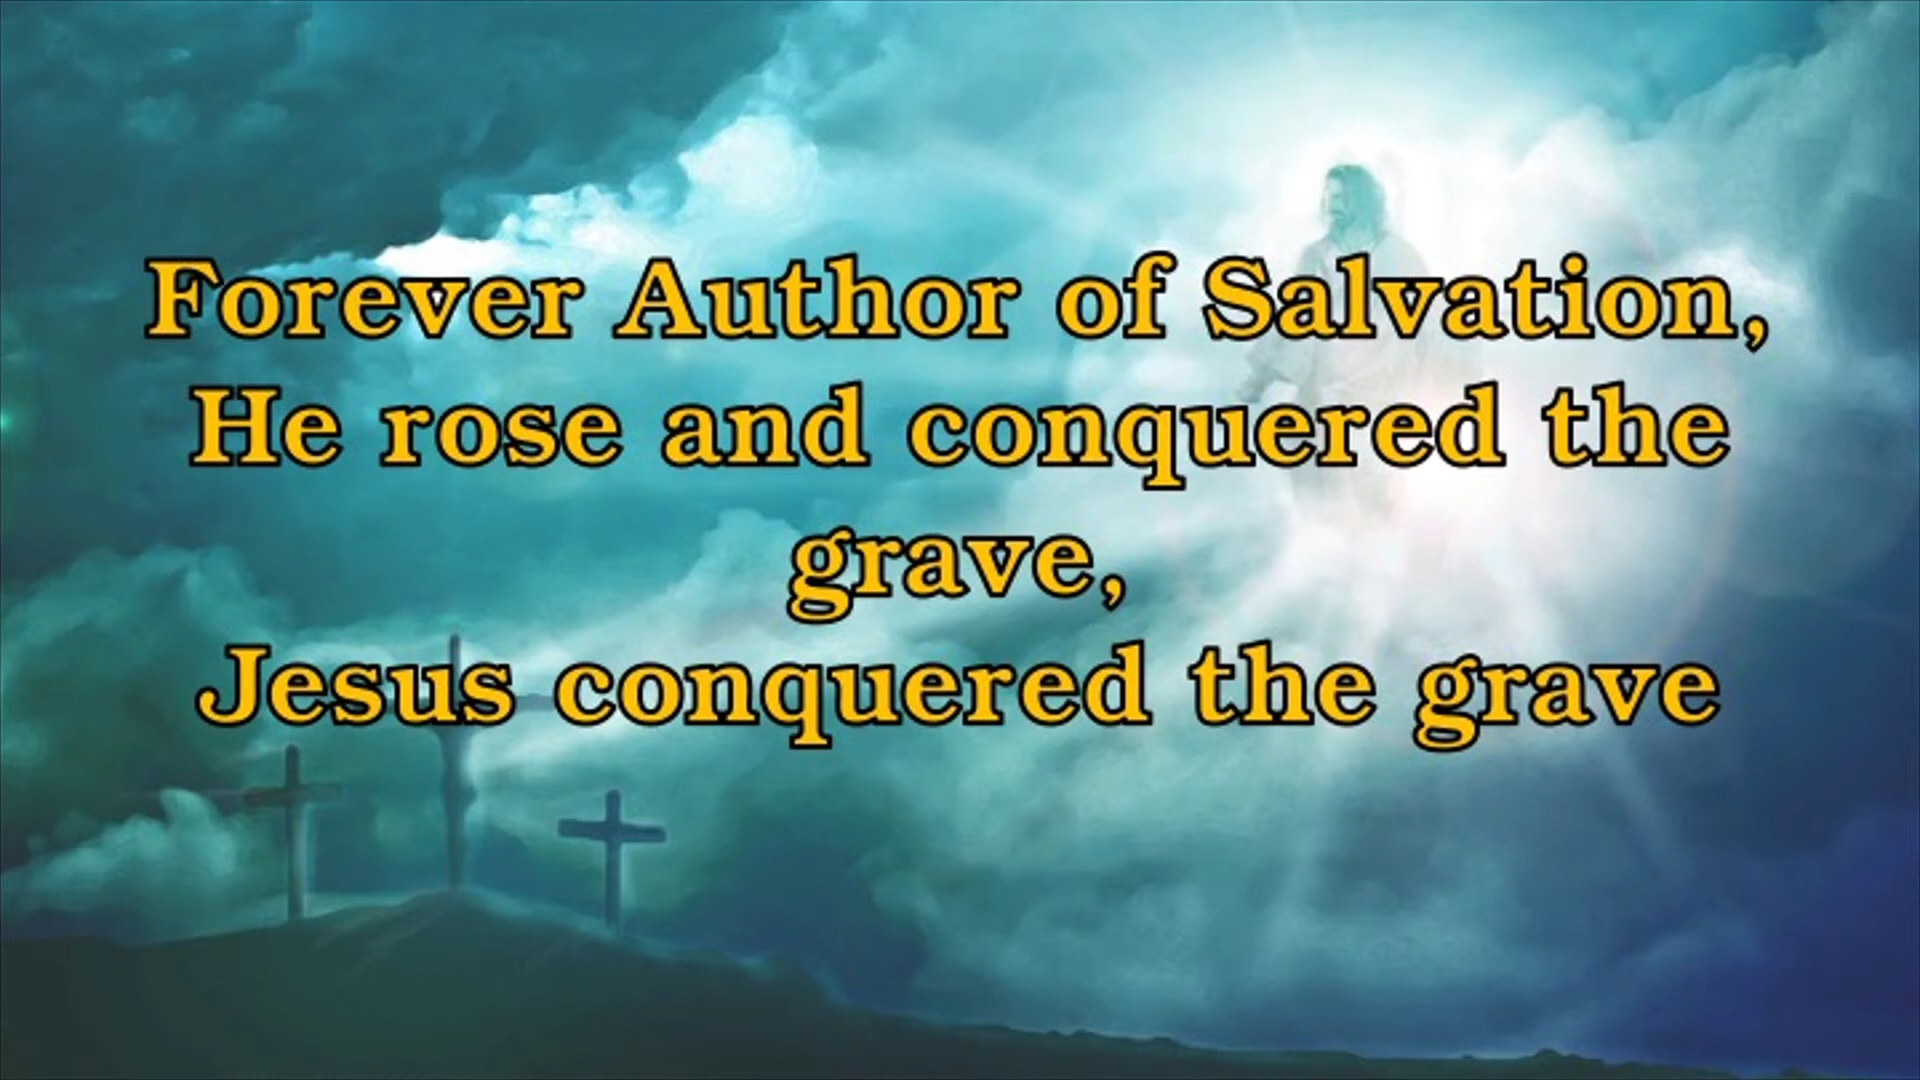 Forever Author of Salvation,
He rose and conquered the
grave,
Jesus conquered the grave